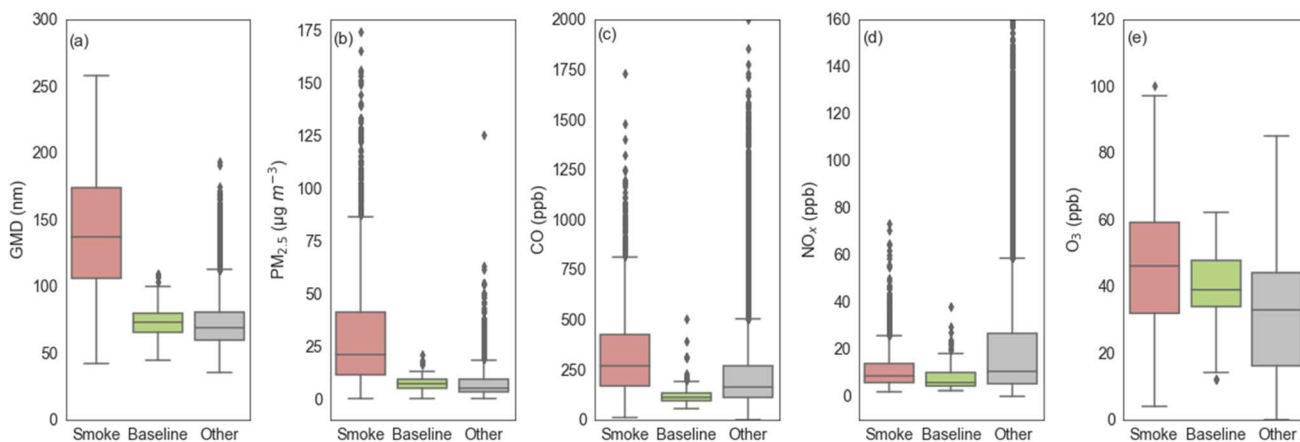 (a)
GMD (nm)
300
250
200
150
100
50
0
Smoke Baseline Other
(b)
PM2.5 (µg m−3)
175
150
125
100
75
50
25
0
Smoke Baseline Other
(c)
CO (ppb)
2000
1750
1500
1250
1000
750
500
250
0
Smoke Baseline Other
(d)
NOx (ppb)
160
140
120
100
80
60
40
20
0
Smoke Baseline Other
(e)
O3 (ppb)
120
100
80
60
40
20
0
Smoke Baseline Other